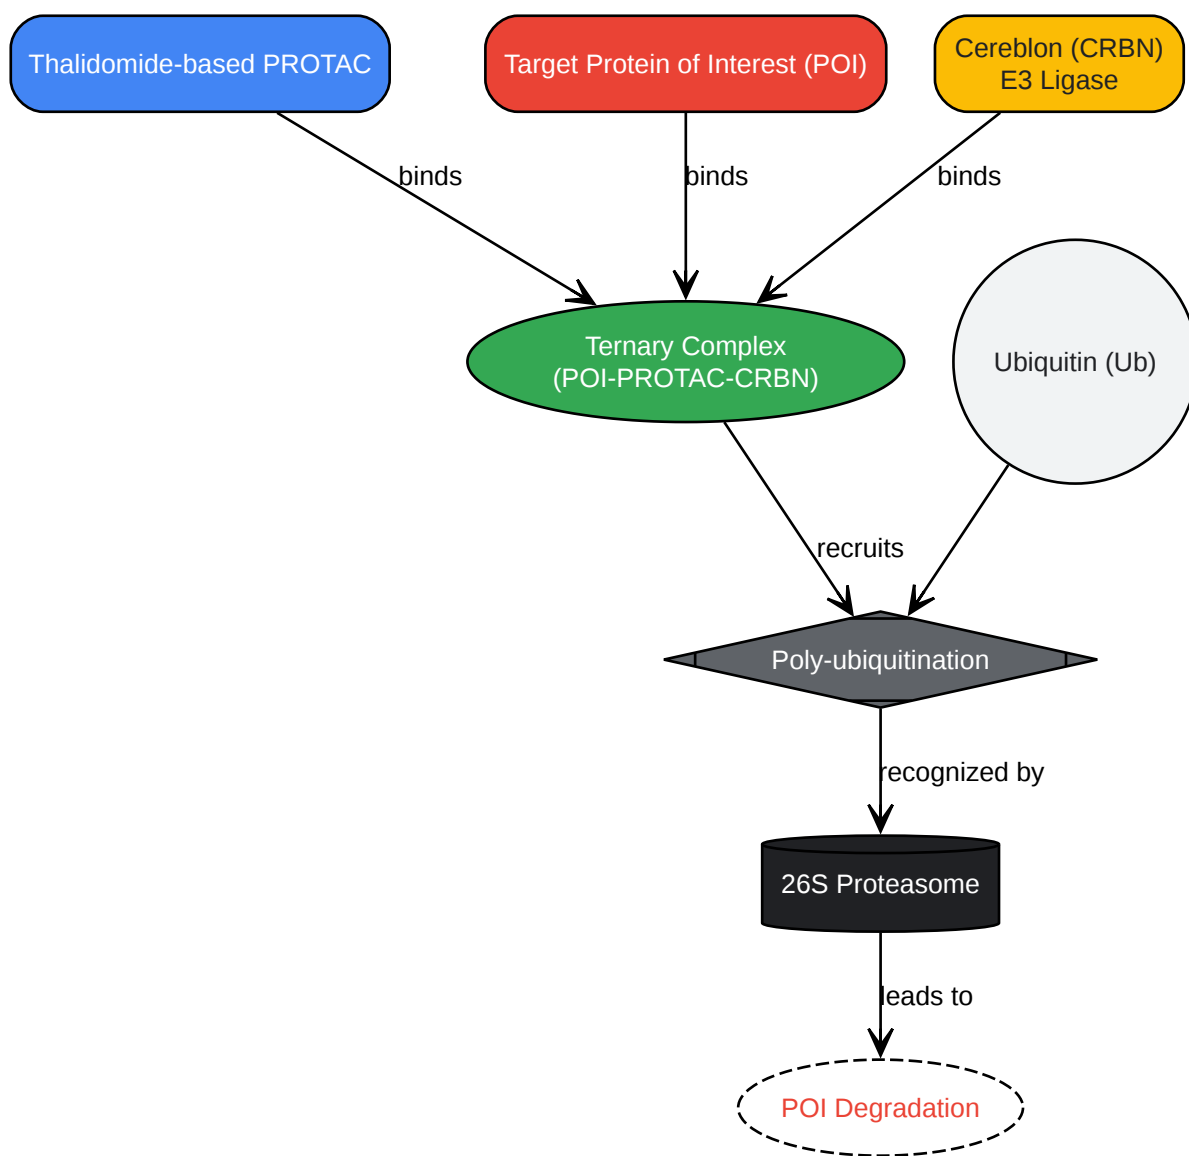 Thalidomide-based PROTAC
Target Protein of Interest (POI)
Cereblon (CRBN)
E3 Ligase
binds
binds
binds
Ternary Complex
(POI-PROTAC-CRBN)
Ubiquitin (Ub)
recruits
Poly-ubiquitination
recognized by
26S Proteasome
leads to
POI Degradation